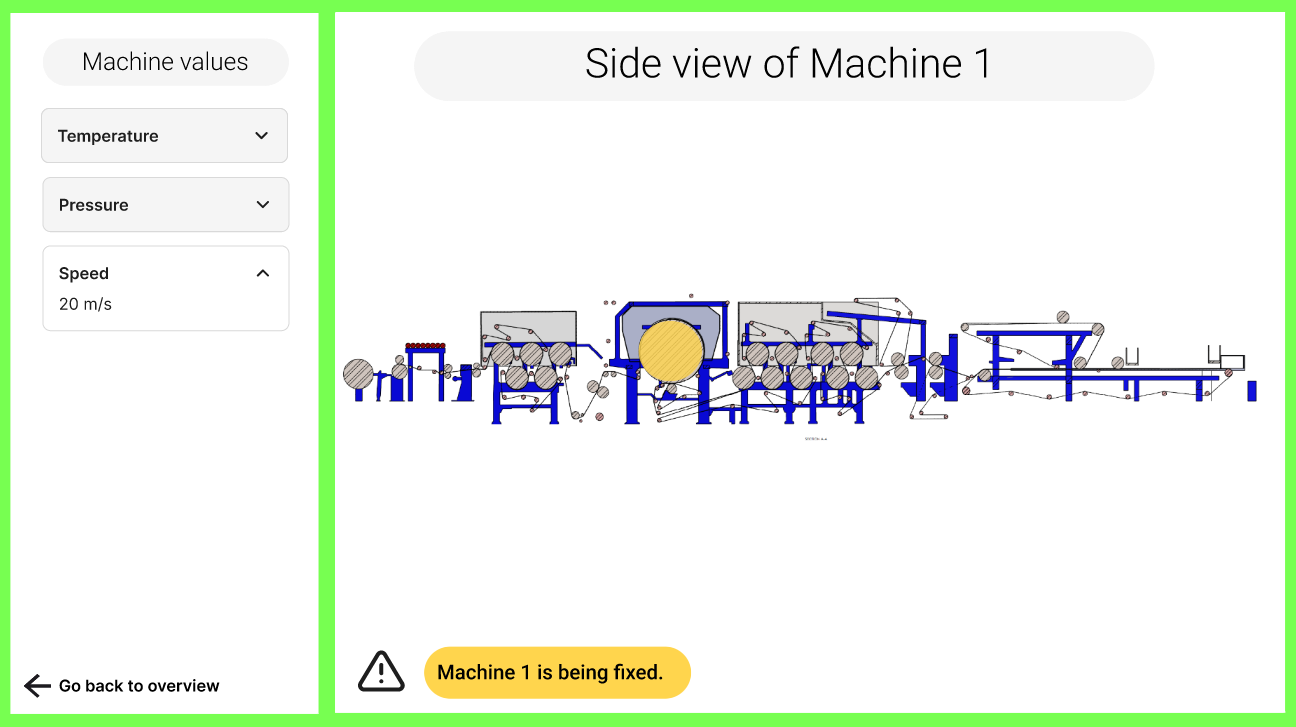 Machine values
Temperature
Pressure
Speed
20 m/s
Go back to overview
Side view of Machine 1
Machine 1 is being fixed.